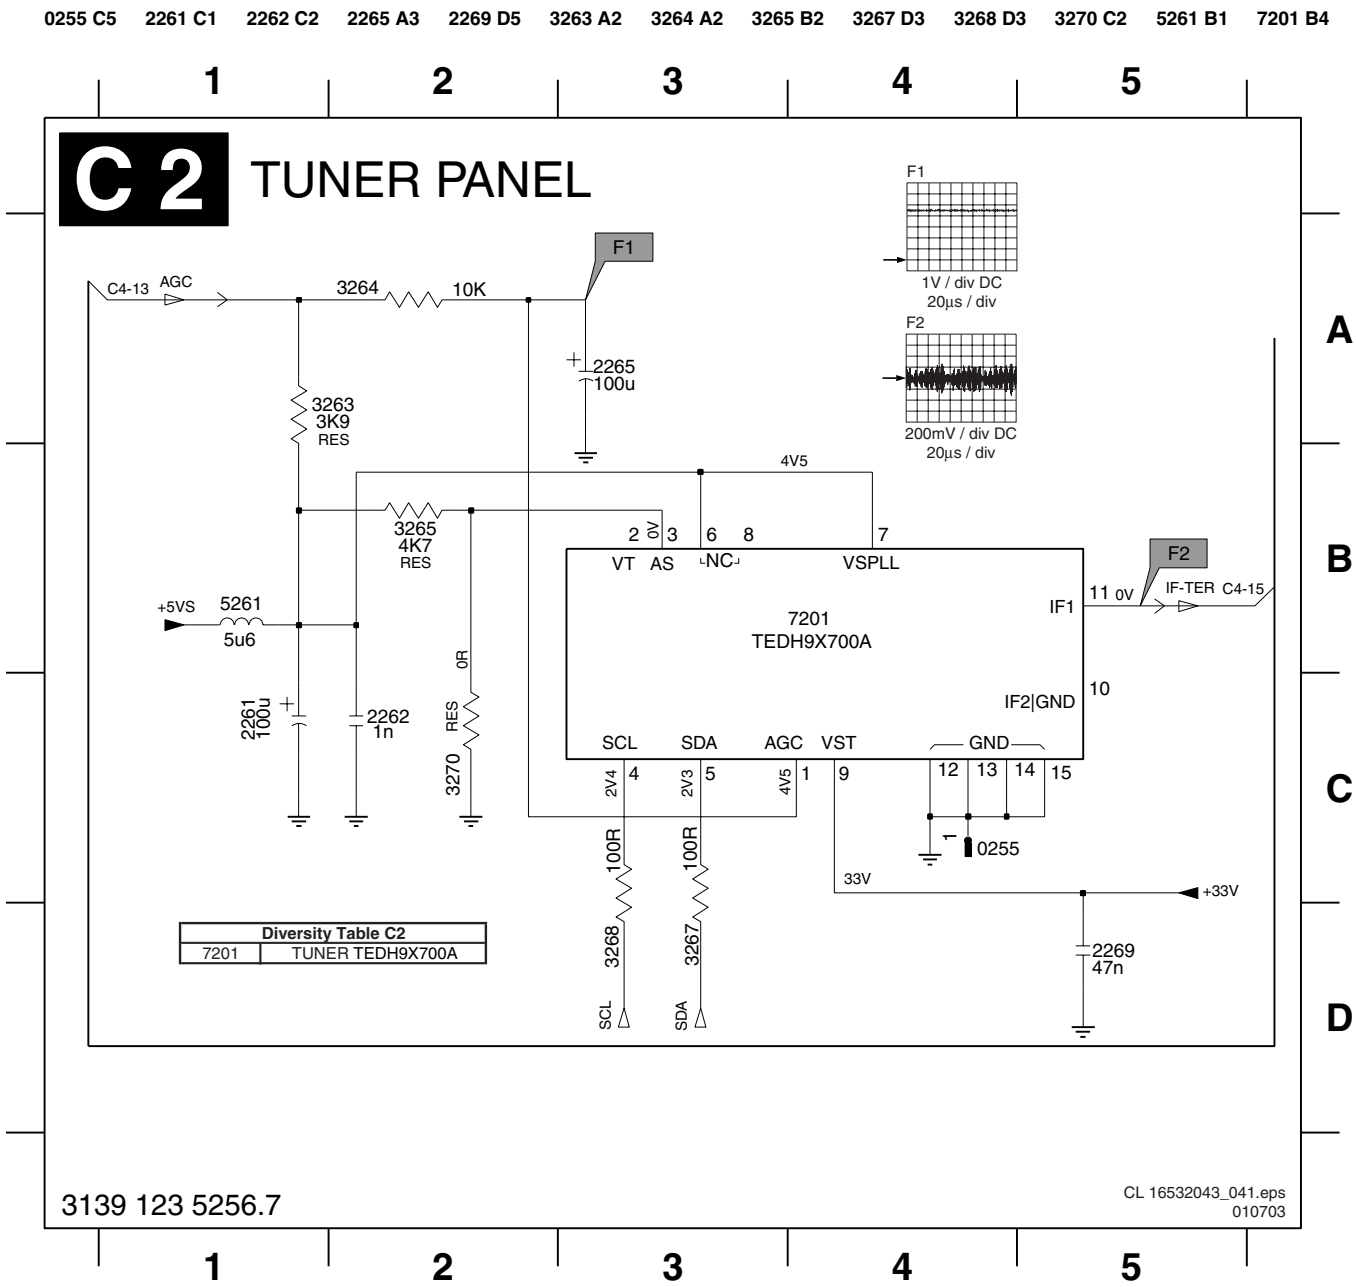 0255 C5 2261 C1 2262 C2 2265 A3 2269 D5 3263 A2 3264 A2 3265 B2 3267 D3 3268 D3 3270 C2 5261 B1 7201 B4
1 2 3 4 5
C 2 TUNER PANEL
F1
1V / div DC
20µs / div
F2
200mV / div DC
20µs / div
F1
C4-13 AGC
3264 10K
A
2265
100u
3263
3K9
RES
4V5
3265
4K7
RES
2 0V 3 6 8 7
VT AS NC VSPLL
B
F2
11 0V IF-TER C4-15
IF1
+5VS 5261
5u6
7201
TEDH9X700A
0R
10
IF2|GND
2261
100u
2262
1n
RES
3270
SCL SDA AGC VST GND
2V4 4 2V3 5 4V5 1 9 12 13 14 15
C
100R 100R
1 0255
33V +33V
Diversity Table C2
7201 TUNER TEDH9X700A
3268 3267
2269
47n
SCL SDA
D
3139 123 5256.7
CL 16532043_041.eps
010703
1 2 3 4 5